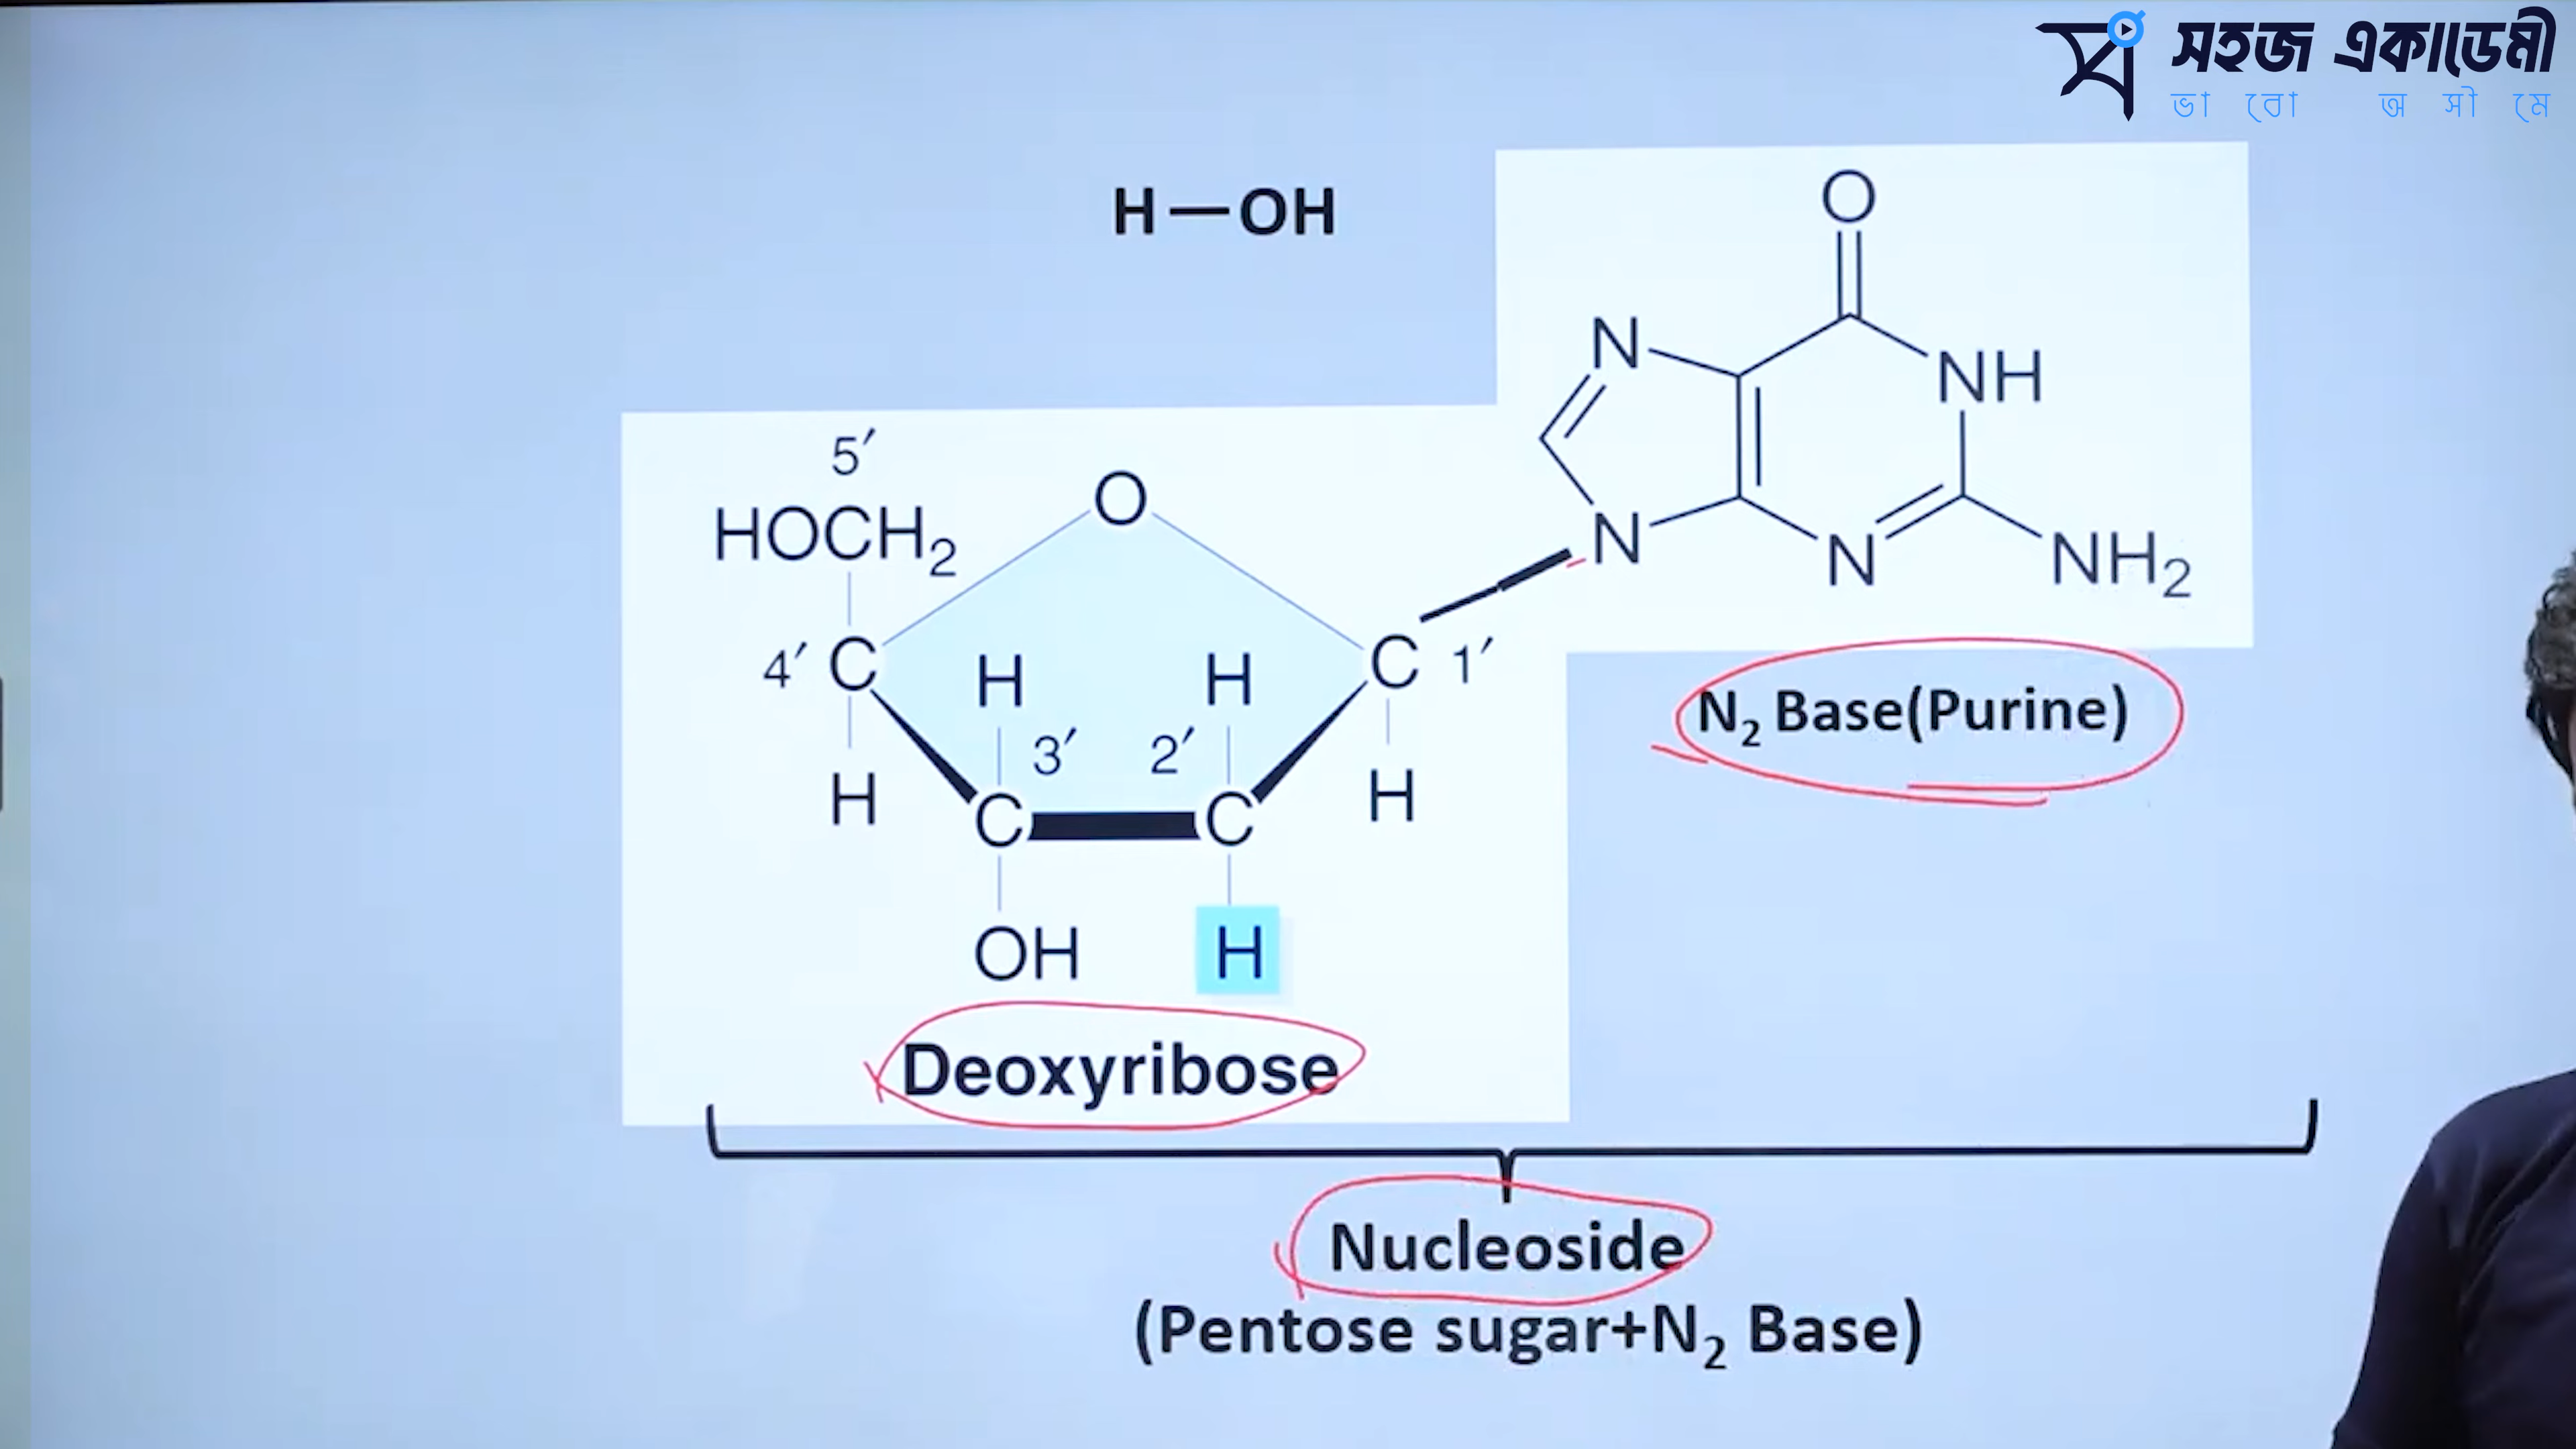 সহজ একাডেমী
ভাবো অসীমে
H—OH
O
N
NH
N
N
NH₂
5′
HOCH₂
O
4′ C
H
H
C 1′
3′
2′
H
C
C
H
OH
H
N₂ Base(Purine)
Deoxyribose
Nucleoside
(Pentose sugar+N₂ Base)